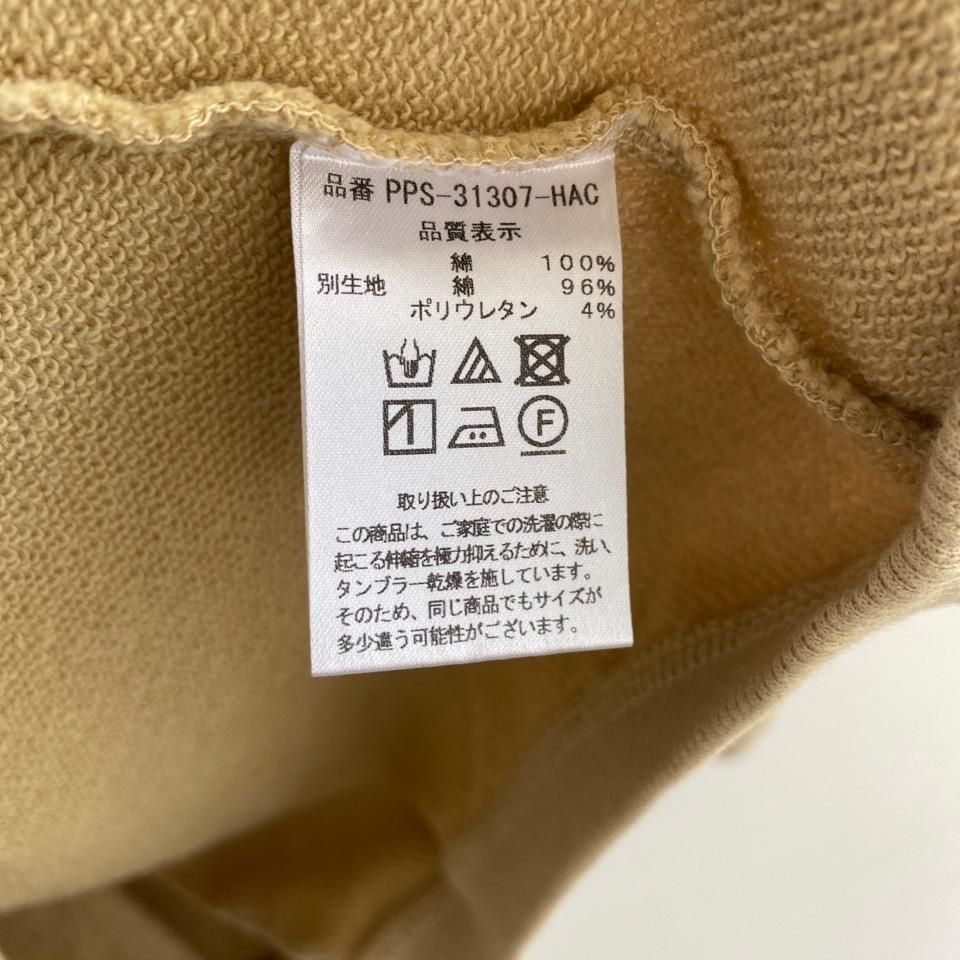 品番 PPS-31307-HAC
品質表示
綿 100%
別生地 綿 96%
ポリウレタン 4%
F
取り扱い上のご注意
この商品は、ご家庭での洗濯の際に
起こる伸縮を極力抑えるために、洗い、
タンブラー乾燥を施しています。
そのため、同じ商品でもサイズが
多少違う可能性がございます。